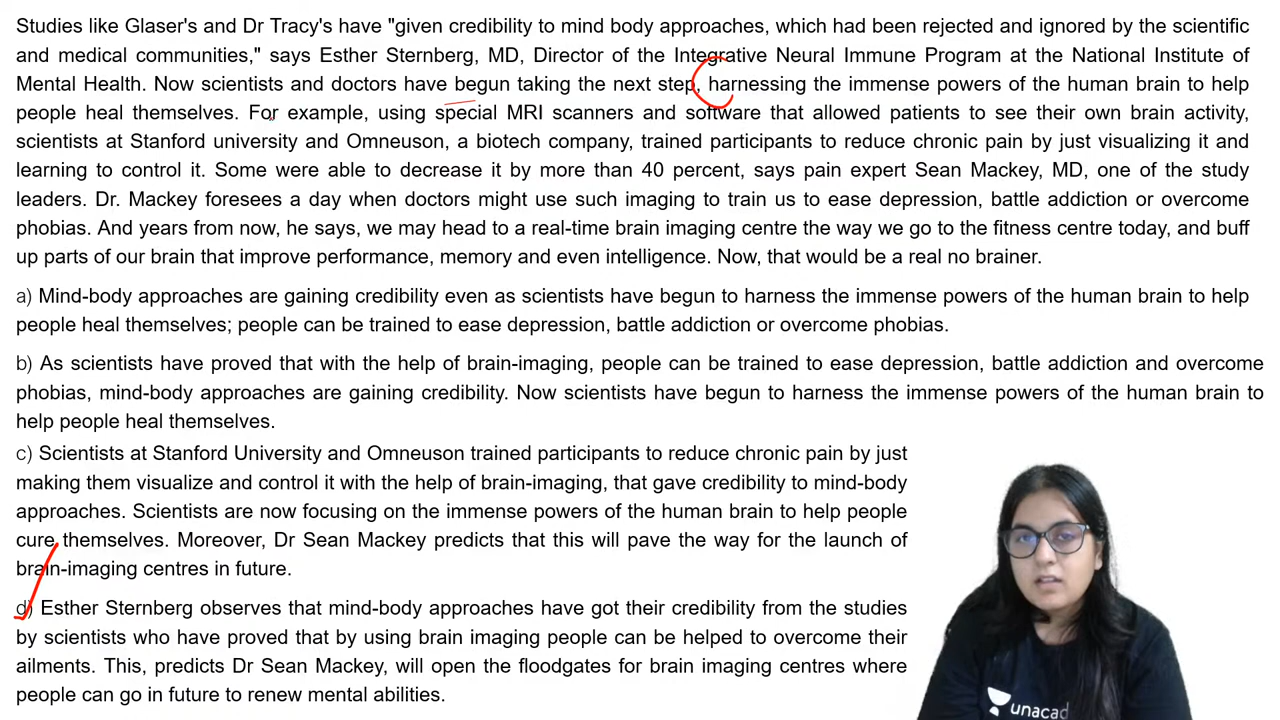 Studies like Glaser's and Dr Tracy's have "given credibility to mind body approaches, which had been rejected and ignored by the scientific
and medical communities," says Esther Sternberg, MD, Director of the Integrative Neural Immune Program at the National Institute of
Mental Health. Now scientists and doctors have begun taking the next step, harnessing the immense powers of the human brain to help
people heal themselves. For example, using special MRI scanners and software that allowed patients to see their own brain activity,
scientists at Stanford university and Omneuson, a biotech company, trained participants to reduce chronic pain by just visualizing it and
learning to control it. Some were able to decrease it by more than 40 percent, says pain expert Sean Mackey, MD, one of the study
leaders. Dr. Mackey foresees a day when doctors might use such imaging to train us to ease depression, battle addiction or overcome
phobias. And years from now, he says, we may head to a real-time brain imaging centre the way we go to the fitness centre today, and buff
up parts of our brain that improve performance, memory and even intelligence. Now, that would be a real no brainer.
a) Mind-body approaches are gaining credibility even as scientists have begun to harness the immense powers of the human brain to help
people heal themselves; people can be trained to ease depression, battle addiction or overcome phobias.
b) As scientists have proved that with the help of brain-imaging, people can be trained to ease depression, battle addiction and overcome
phobias, mind-body approaches are gaining credibility. Now scientists have begun to harness the immense powers of the human brain to
help people heal themselves.
c) Scientists at Stanford University and Omneuson trained participants to reduce chronic pain by just
making them visualize and control it with the help of brain-imaging, that gave credibility to mind-body
approaches. Scientists are now focusing on the immense powers of the human brain to help people
cure themselves. Moreover, Dr Sean Mackey predicts that this will pave the way for the launch of
brain-imaging centres in future.
d) Esther Sternberg observes that mind-body approaches have got their credibility from the studies
by scientists who have proved that by using brain imaging people can be helped to overcome their
ailments. This, predicts Dr Sean Mackey, will open the floodgates for brain imaging centres where
people can go in future to renew mental abilities.
unacad